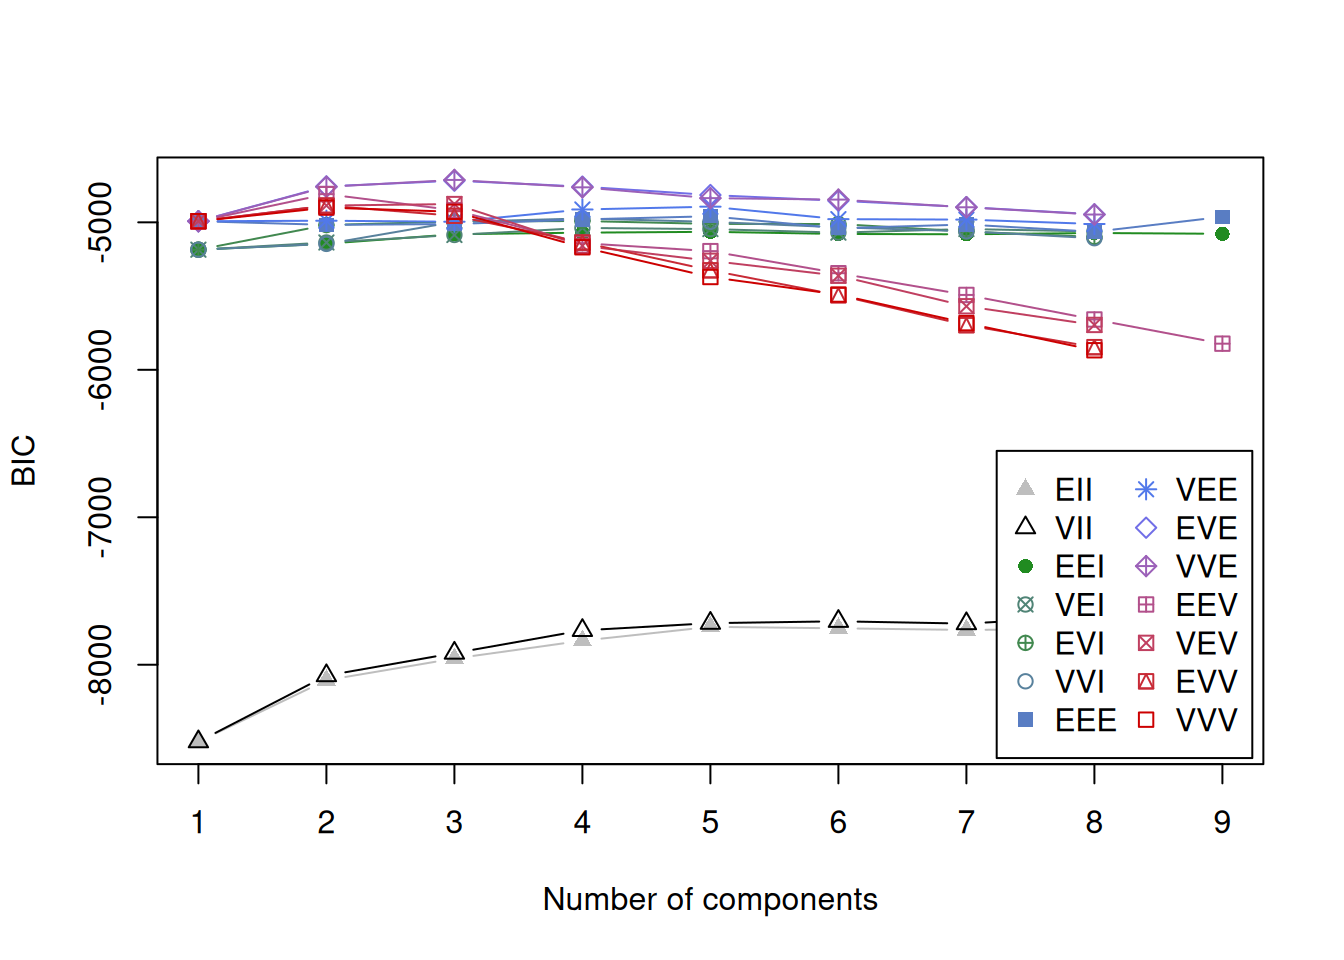 -5000
-6000
BIC
-7000
-8000
EII VEE
VII EVE
EEI VVE
VEI EEV
EVI VEV
VVI EVV
EEE VVV
1 2 3 4 5 6 7 8 9
Number of components